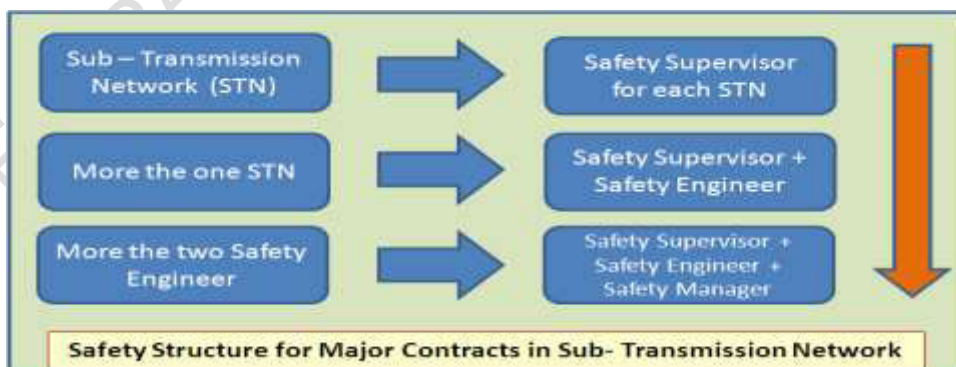 Sub – Transmission
Network (STN)
Safety Supervisor
for each STN
More the one STN
Safety Supervisor +
Safety Engineer
More the two Safety
Engineer
Safety Supervisor +
Safety Engineer +
Safety Manager
Safety Structure for Major Contracts in Sub- Transmission Network